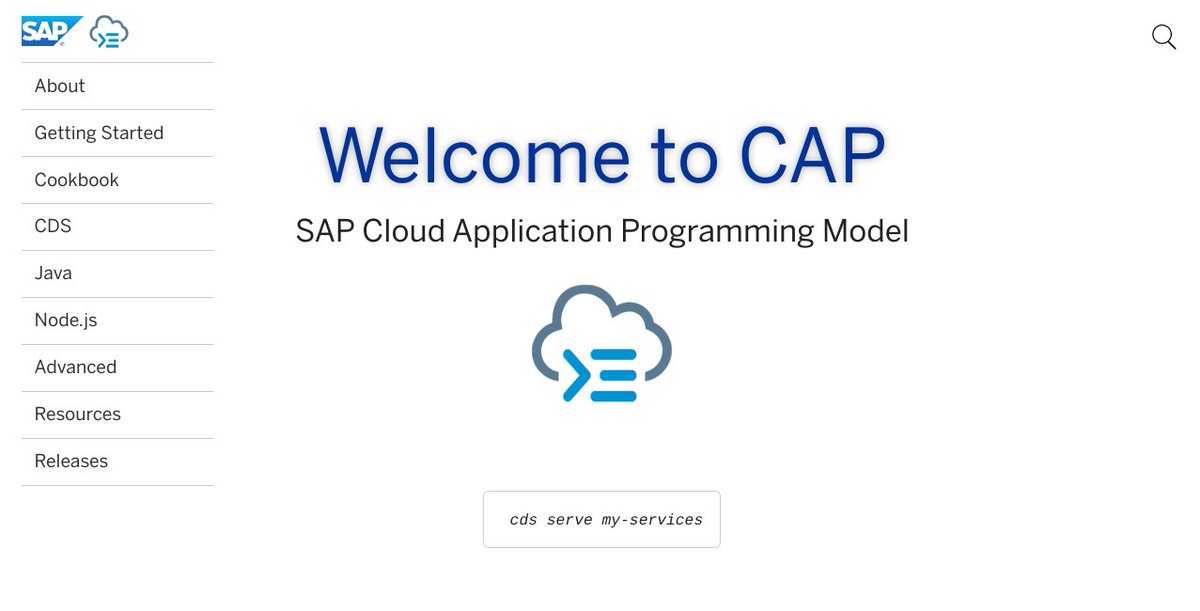 SAP®
About
Getting Started
Cookbook
CDS
Java
Node.js
Advanced
Resources
Releases
Welcome to CAP
SAP Cloud Application Programming Model
cds serve my-services